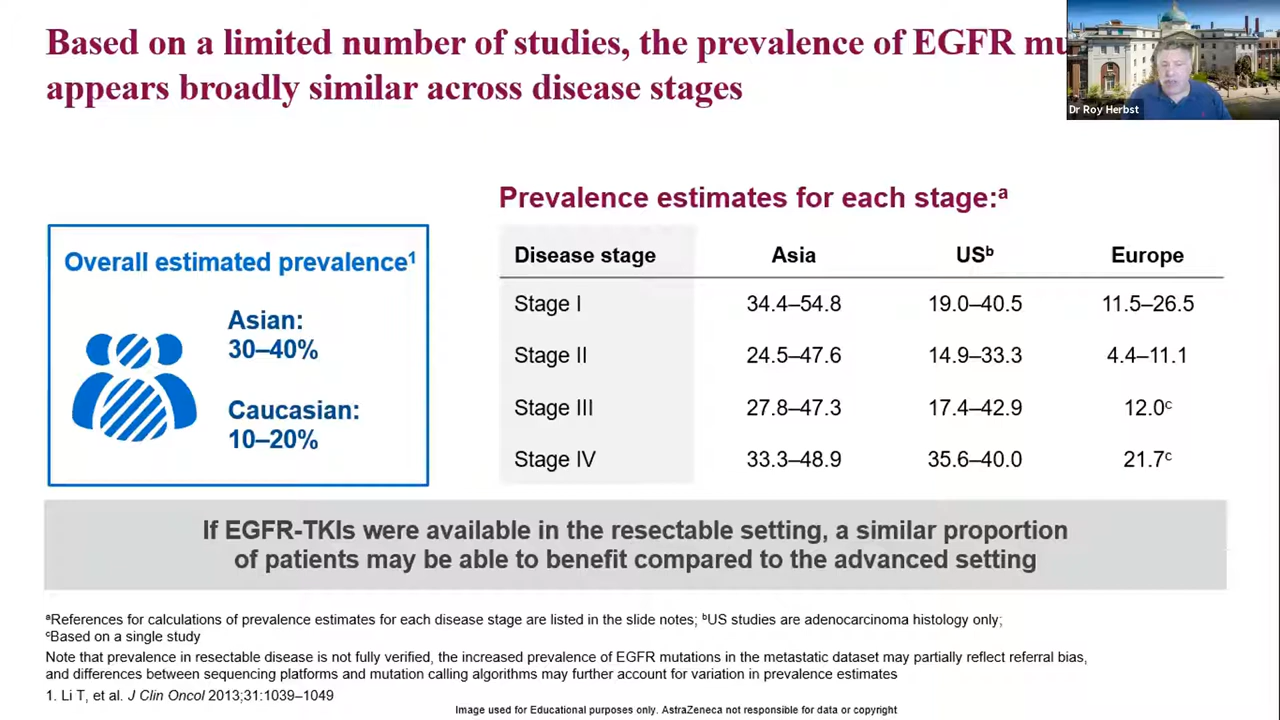 Based on a limited number of studies, the prevalence of EGFR
appears broadly similar across disease stages
Dr Roy Herbst
Prevalence estimates for each stage:ᵃ
Overall estimated prevalence¹
Asian:
30–40%
Caucasian:
10–20%
Disease stage Asia USᵇ Europe
Stage I 34.4–54.8 19.0–40.5 11.5–26.5
Stage II 24.5–47.6 14.9–33.3 4.4–11.1
Stage III 27.8–47.3 17.4–42.9 12.0ᶜ
Stage IV 33.3–48.9 35.6–40.0 21.7ᶜ
If EGFR-TKIs were available in the resectable setting, a similar proportion
of patients may be able to benefit compared to the advanced setting
ᵃReferences for calculations of prevalence estimates for each disease stage are listed in the slide notes; ᵇUS studies are adenocarcinoma histology only;
ᶜBased on a single study
Note that prevalence in resectable disease is not fully verified, the increased prevalence of EGFR mutations in the metastatic dataset may partially reflect referral bias,
and differences between sequencing platforms and mutation calling algorithms may further account for variation in prevalence estimates
1. Li T, et al. J Clin Oncol 2013;31:1039–1049
Image used for Educational purposes only. AstraZeneca not responsible for data or copyright